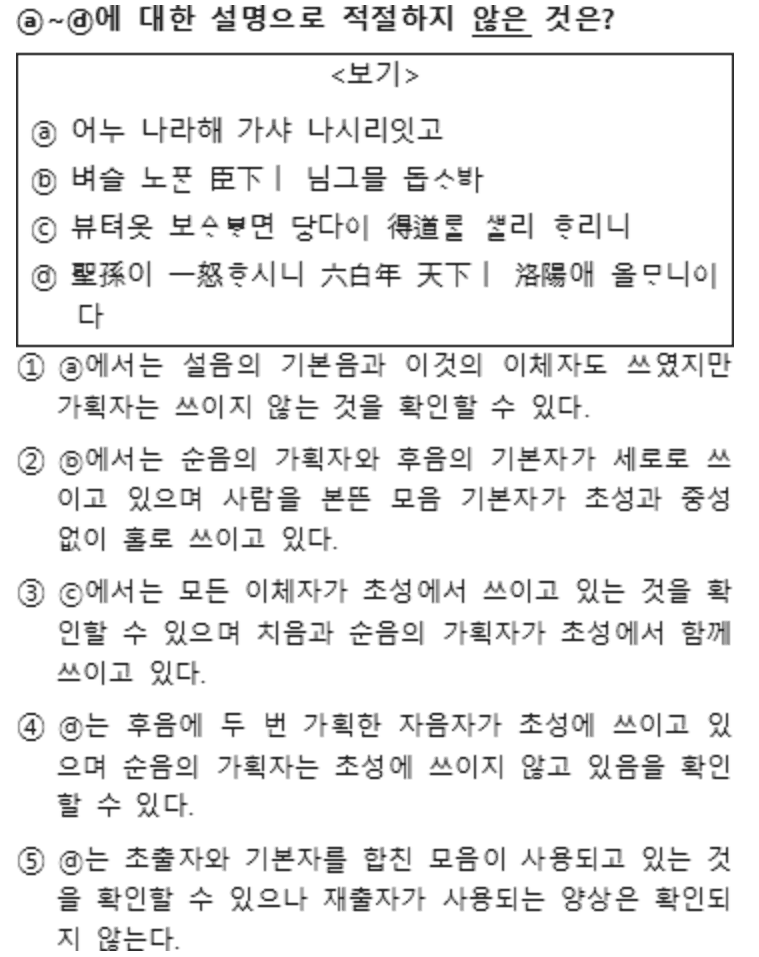 ⓐ~ⓓ에 대한 설명으로 적절하지 않은 것은?
<보기>
ⓐ 어누 나라해 가샤 나시리잇고
ⓑ 벼슬 노ᄑᆞᆫ 臣下ㅣ 님그믈 돕ᄉᆞᄫᅡ
ⓒ 뷰텨옷 보ᅀᆞᄫᆞ면 당다이 得道ᄅᆞᆯ ᄲᆞᆯ리 ᄒᆞ리니
ⓓ 聖孫이 一怒ᄒᆞ시니 六白年 天下ㅣ 洛陽애 올ᄆᆞ니이
다
① ⓐ에서는 설음의 기본음과 이것의 이체자도 쓰였지만
가획자는 쓰이지 않는 것을 확인할 수 있다.
② ⓑ에서는 순음의 가획자와 후음의 기본자가 세로로 쓰
이고 있으며 사람을 본뜬 모음 기본자가 초성과 중성
없이 홀로 쓰이고 있다.
③ ⓒ에서는 모든 이체자가 초성에서 쓰이고 있는 것을 확
인할 수 있으며 치음과 순음의 가획자가 초성에서 함께
쓰이고 있다.
④ ⓓ는 후음에 두 번 가획한 자음자가 초성에 쓰이고 있
으며 순음의 가획자는 초성에 쓰이지 않고 있음을 확인
할 수 있다.
⑤ ⓓ는 초출자와 기본자를 합친 모음이 사용되고 있는 것
을 확인할 수 있으나 재출자가 사용되는 양상은 확인되
지 않는다.